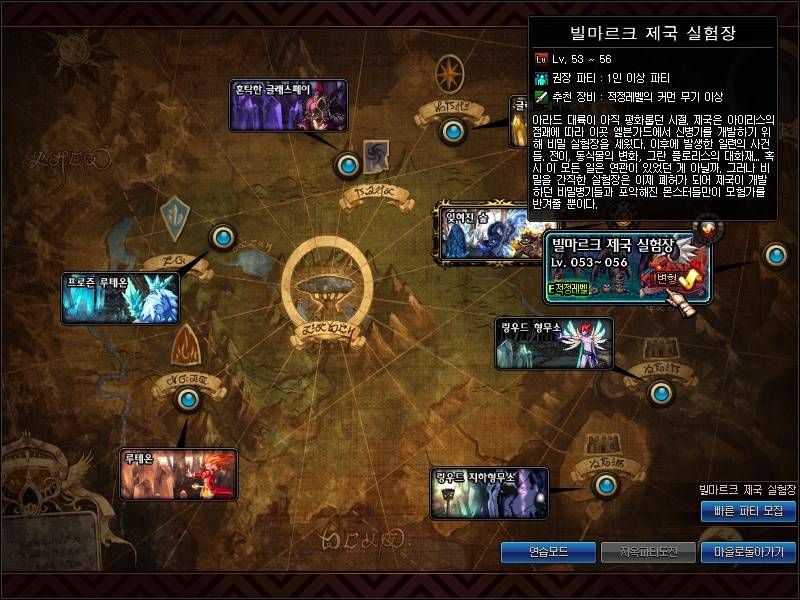 빌마르크 제국 실험장
Lv. 53 ~ 56
권장 파티 : 1인 이상 파티
추천 장비 : 적정레벨의 커먼 무기 이상
아라드 대륙이 아직 평화롭던 시절, 제국은 아이리스의
점괘에 따라 이곳 엘븐가드에서 신병기를 개발하기 위
해 비밀 실험장을 세웠다. 이후에 발생한 일련의 사건
들, 전이, 동식물의 변화, 그란 플로리스의 대화재... 혹
시 이 모든 일은 연관이 있었던 게 아닐까. 그러나 비
밀을 간직한 실험장은 이제 폐허가 되어 제국이 개발
하던 비밀병기들과 포악해진 몬스터들만이 모험가를
반겨줄 뿐이다.
혼탁한 글래스페이
잊혀진 숲
빌마르크 제국 실험장
Lv. 053~056
변형
F 적정레벨
프로즌 루테온
링우드 형무소
루테온
링우드 지하형무소
빌마르크 제국 실험장
빠른 파티 모집
연습모드
지옥파티도전
마을로돌아가기